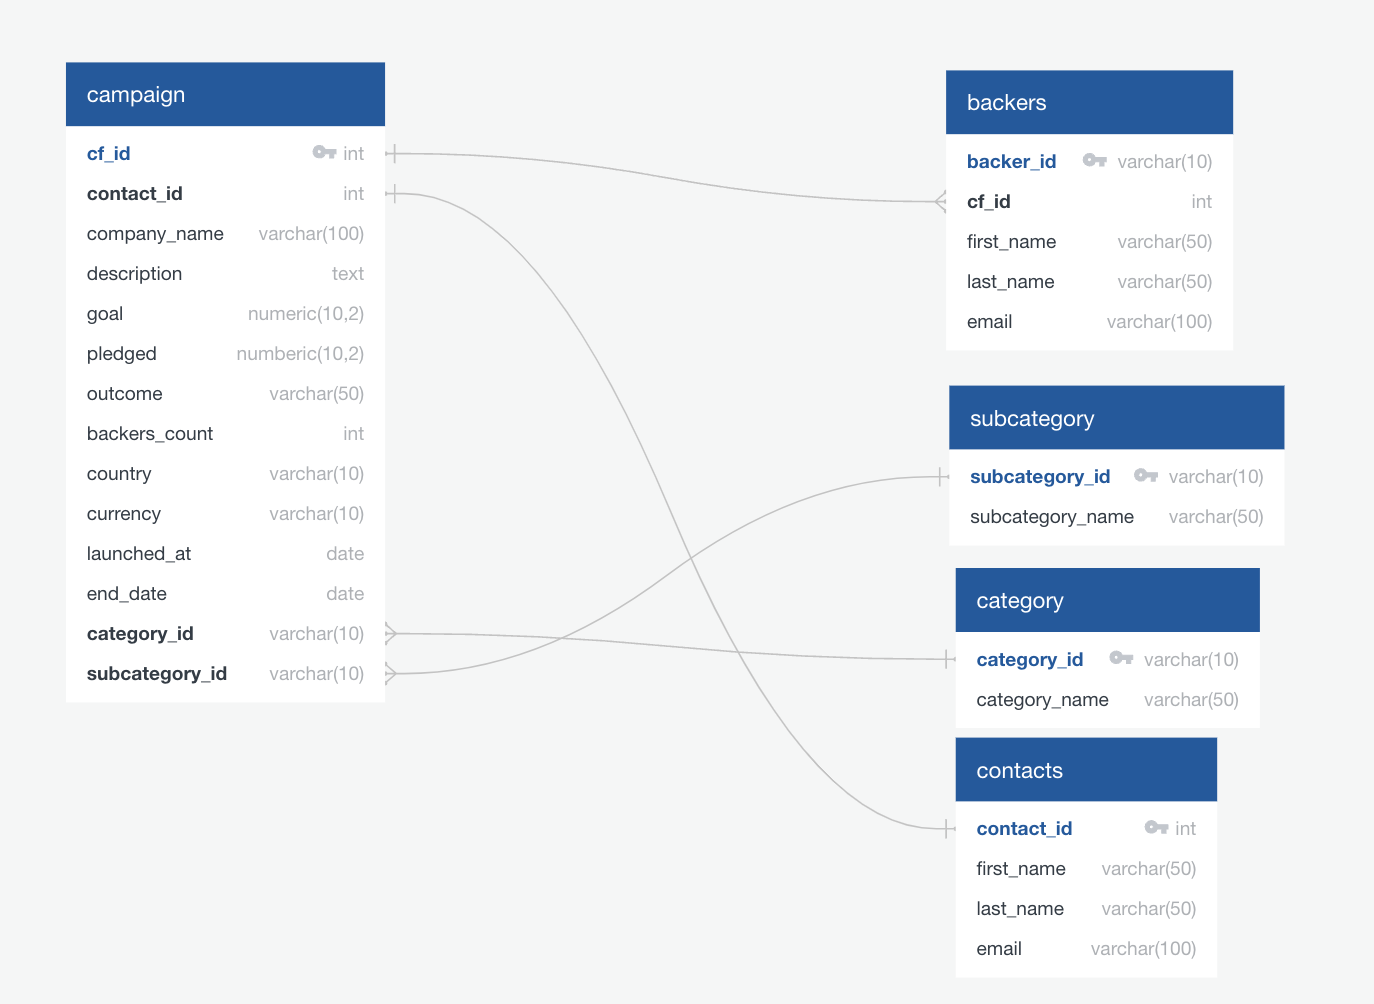 campaign
cf_id int
contact_id int
company_name varchar(100)
description text
goal numeric(10,2)
pledged numberic(10,2)
outcome varchar(50)
backers_count int
country varchar(10)
currency varchar(10)
launched_at date
end_date date
category_id varchar(10)
subcategory_id varchar(10)
backers
backer_id varchar(10)
cf_id int
first_name varchar(50)
last_name varchar(50)
email varchar(100)
subcategory
subcategory_id varchar(10)
subcategory_name varchar(50)
category
category_id varchar(10)
category_name varchar(50)
contacts
contact_id int
first_name varchar(50)
last_name varchar(50)
email varchar(100)